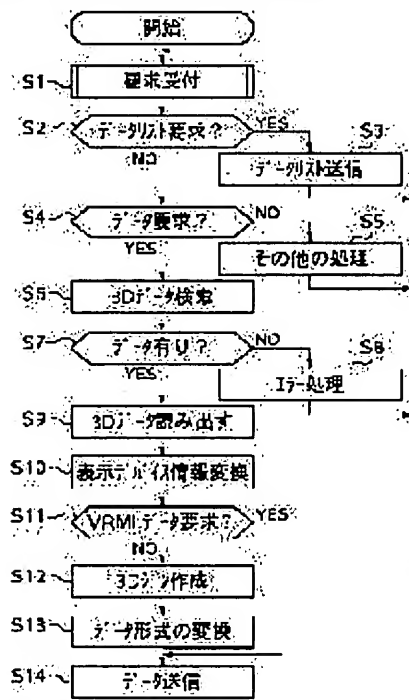 開始
S1 要求受付
S2 データリスト要求? YES
S3
NO
データリスト送信
S4 データ要求? NO
S5
YES
その他の処理
S6 3Dデータ検索
S7 データ有り? NO
S8
YES
エラー処理
S9 3Dデータ読み出す
S10 表示デバイス情報変換
S11 VRMLデータ要求? YES
NO
S12 作成
S13 データ形式の変換
S14 データ送信